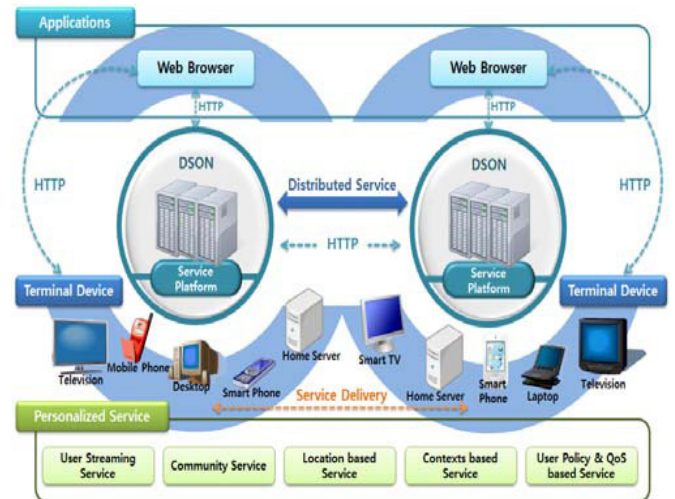 Applications
Web Browser
Web Browser
HTTP
HTTP
DSON
DSON
HTTP
Distributed Service
HTTP
HTTP
Service
Platform
Service
Platform
Terminal Device
Terminal Device
Television
Mobile Phone
Desktop
Smart Phone
Home Server
Smart TV
Home Server
Smart
Phone
Laptop
Television
Service Delivery
Personalized Service
User Streaming
Service
Community Service
Location based
Service
Contexts based
Service
User Policy & QoS
based Service